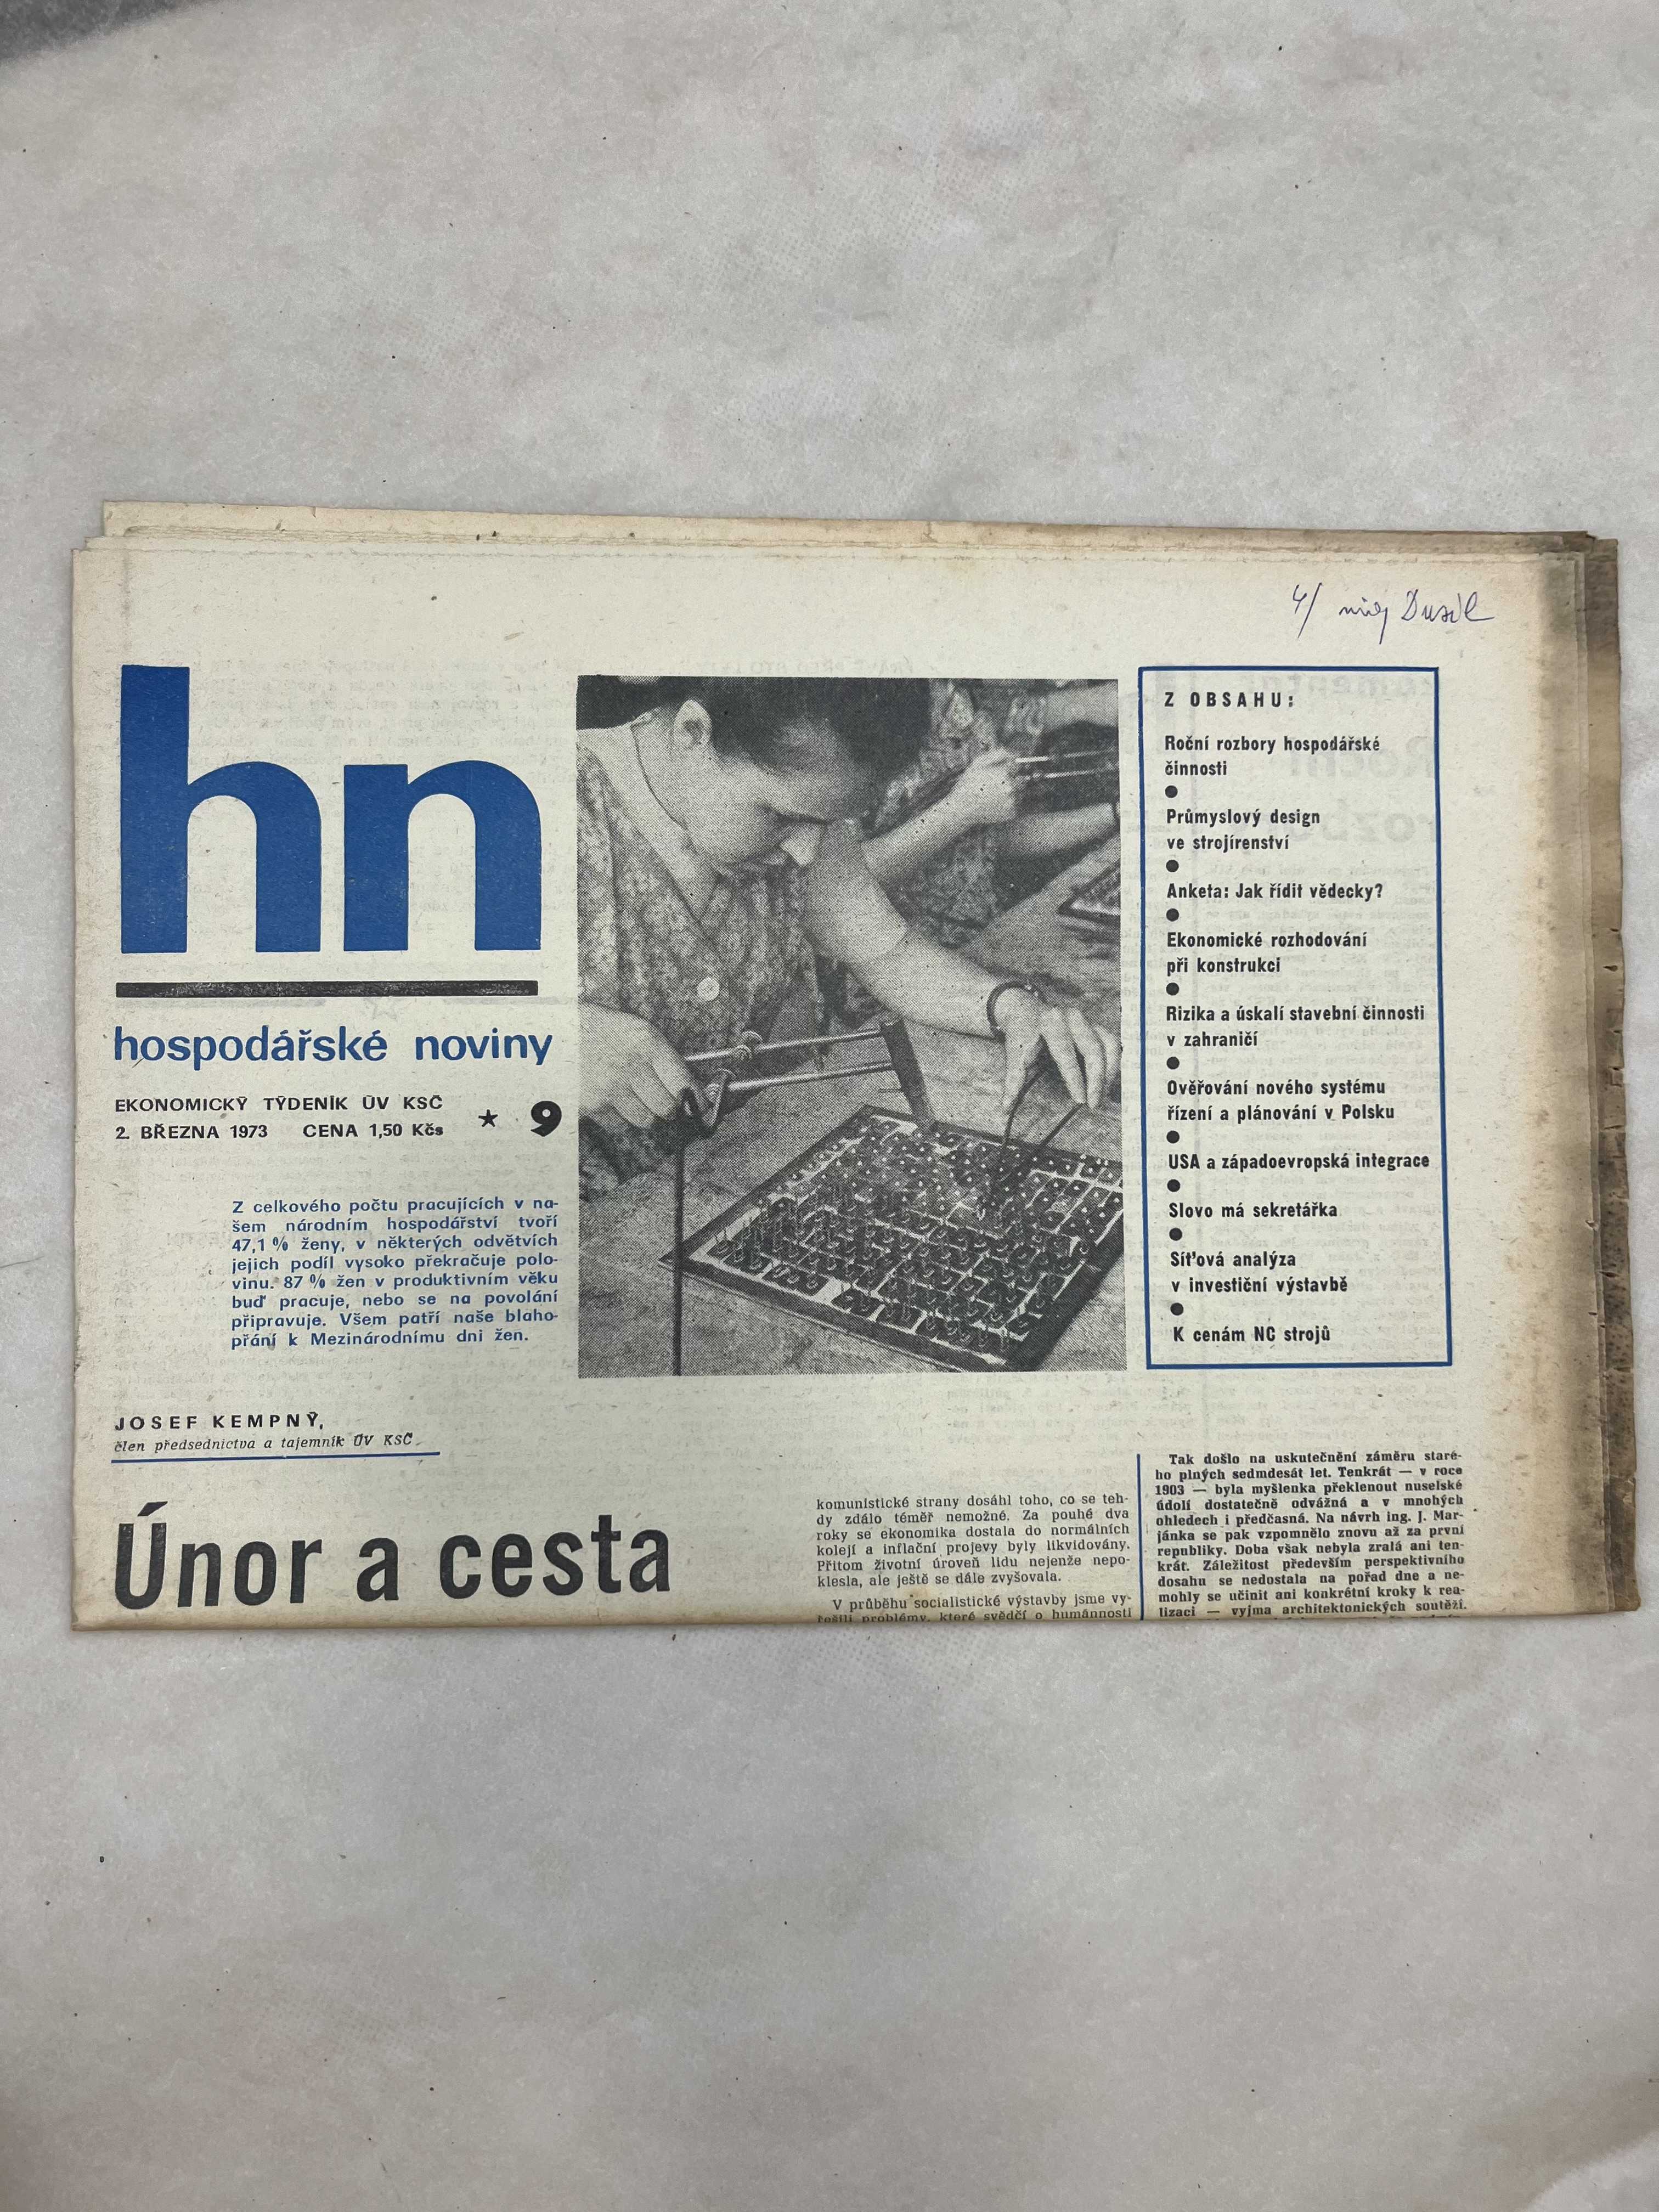 4/ Dusil
hn
hospodářské noviny
EKONOMICKÝ TÝDENÍK ÚV KSČ
2. BŘEZNA 1973 CENA 1,50 Kčs
★ 9
Z celkového počtu pracujících v na-
šem národním hospodářství tvoří
47,1 % ženy, v některých odvětvích
jejich podíl vysoko překračuje polo-
vinu. 87 % žen v produktivním věku
buď pracuje, nebo se na povolání
připravuje. Všem patří naše blaho-
přání k Mezinárodnímu dni žen.
Z OBSAHU:
Roční rozbory hospodářské
činnosti
●
Průmyslový design
ve strojírenství
●
Anketa: Jak řídit vědecky?
●
Ekonomické rozhodování
při konstrukci
●
Rizika a úskalí stavební činnosti
v zahraničí
●
Ověřování nového systému
řízení a plánování v Polsku
●
USA a západoevropská integrace
●
Slovo má sekretářka
●
Síťová analýza
v investiční výstavbě
●
K cenám NC strojů
JOSEF KEMPNÝ,
člen předsednictva a tajemník ÚV KSČ
Únor a cesta
komunistické strany dosáhl toho, co se teh-
dy zdálo téměř nemožné. Za pouhé dva
roky se ekonomika dostala do normálních
kolejí a inflační projevy byly likvidovány.
Přitom životní úroveň lidu nejenže nepo-
klesla, ale ještě se dále zvyšovala.
V průběhu socialistické výstavby jsme vy-
řešili problémy, které svědčí o humánnosti
Tak došlo na uskutečnění záměru staré-
ho plných sedmdesát let. Tenkrát — v roce
1903 — byla myšlenka překlenout nuselské
údolí dostatečně odvážná a v mnohých
ohledech i předčasná. Na návrh ing. J. Mar-
jánka se pak vzpomnělo znovu až za první
republiky. Doba však nebyla zralá ani ten-
krát. Záležitost především perspektivního
dosahu se nedostala na pořad dne a ne-
mohly se učinit ani konkrétní kroky k rea-
lizaci — vyjma architektonických soutěží.